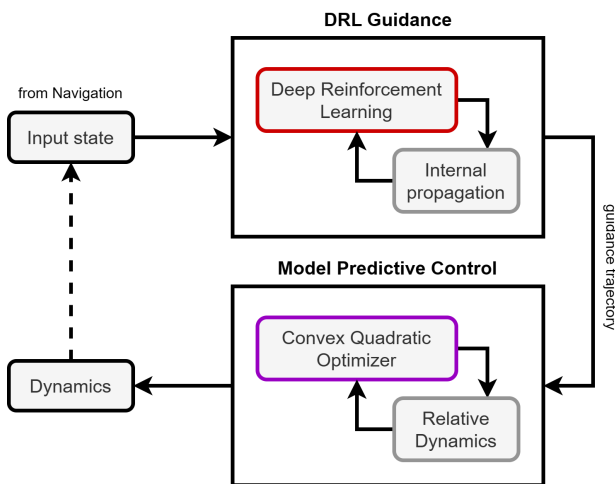 DRL Guidance
from Navigation
Input state
Deep Reinforcement
Learning
Internal
propagation
guidance trajectory
Model Predictive Control
Convex Quadratic
Optimizer
Relative
Dynamics
Dynamics